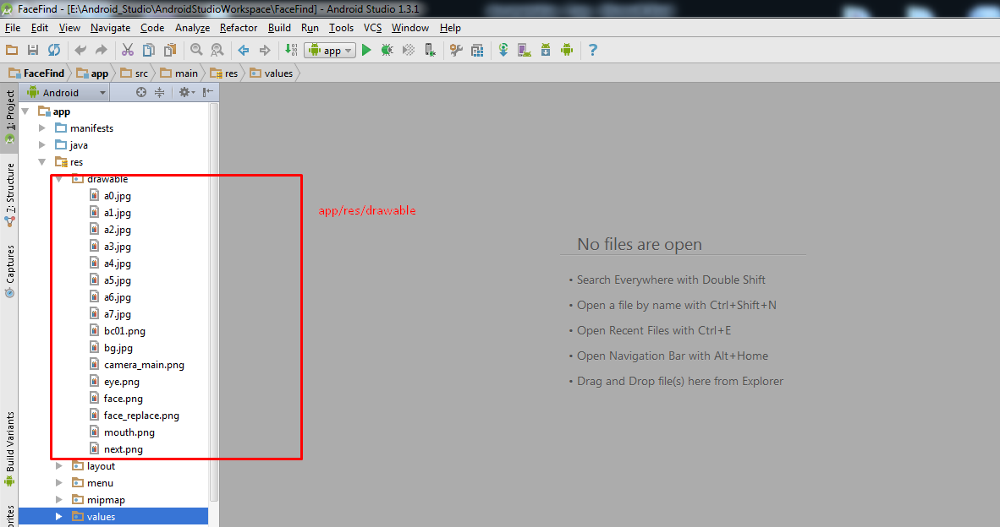 FaceFind - [E:\Android_Studio\AndroidStudioWorkspace\FaceFind] - Android Studio 1.3.1
File Edit View Navigate Code Analyze Refactor Build Run Tools VCS Window Help
app
FaceFind app src main res values
Android
1: Project
7: Structure
Captures
Build Variants
app
manifests
java
res
drawable
a0.jpg
a1.jpg
a2.jpg
a3.jpg
a4.jpg
a5.jpg
a6.jpg
a7.jpg
bc01.png
bg.jpg
camera_main.png
eye.png
face.png
face_replace.png
mouth.png
next.png
layout
menu
mipmap
values
app/res/drawable
No files are open
• Search Everywhere with Double Shift
• Open a file by name with Ctrl+Shift+N
• Open Recent Files with Ctrl+E
• Open Navigation Bar with Alt+Home
• Drag and Drop file(s) here from Explorer